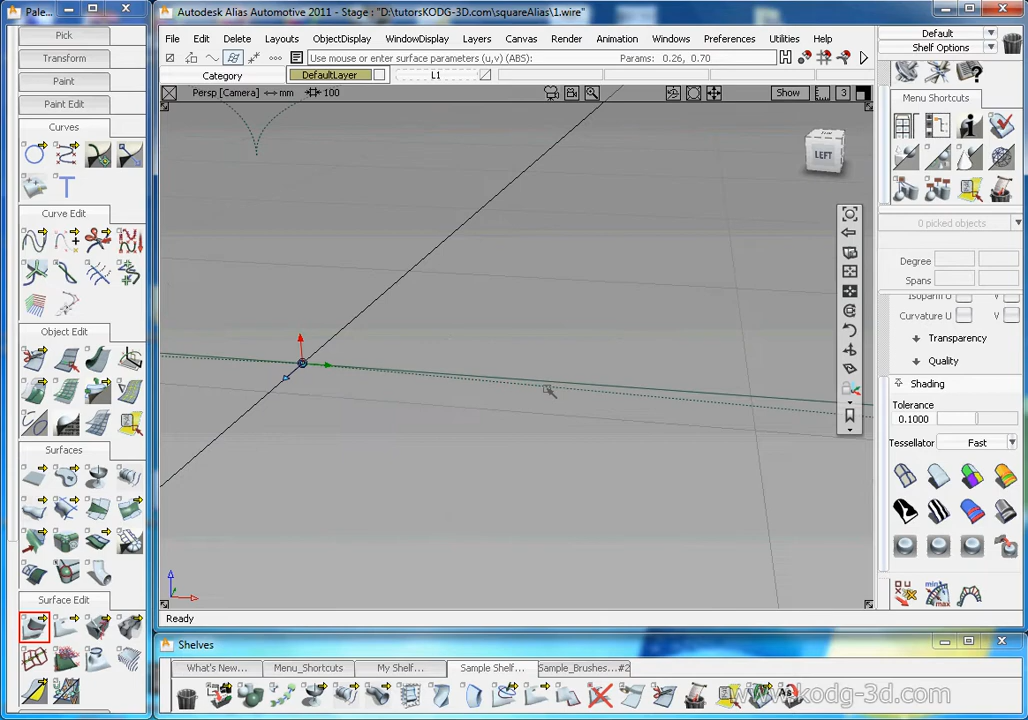 Pale...
Autodesk Alias Automotive 2011 - Stage : "D:\tutorsKODG-3D.com\squareAlias\1.wire"
File Edit Delete Layouts ObjectDisplay WindowDisplay Layers Canvas Render Animation Windows Preferences Utilities Help
Use mouse or enter surface parameters (u,v) (ABS): Params: 0.26, 0.70
Category DefaultLayer L1
Persp [Camera] mm 100 Show 3
LEFT
Ready
Pick
Transform
Paint
Paint Edit
Curves
Curve Edit
Object Edit
Surfaces
Surface Edit
Default
Shelf Options
Menu Shortcuts
0 picked objects
Degree
Spans
Isoparm U V
Curvature U V
Transparency
Quality
Shading
Tolerance
0.1000
Tessellator Fast
min
max
Shelves
What's New... Menu_Shortcuts My Shelf... Sample Shelf... Sample_Brushes...#2
www.kodg-3d.com